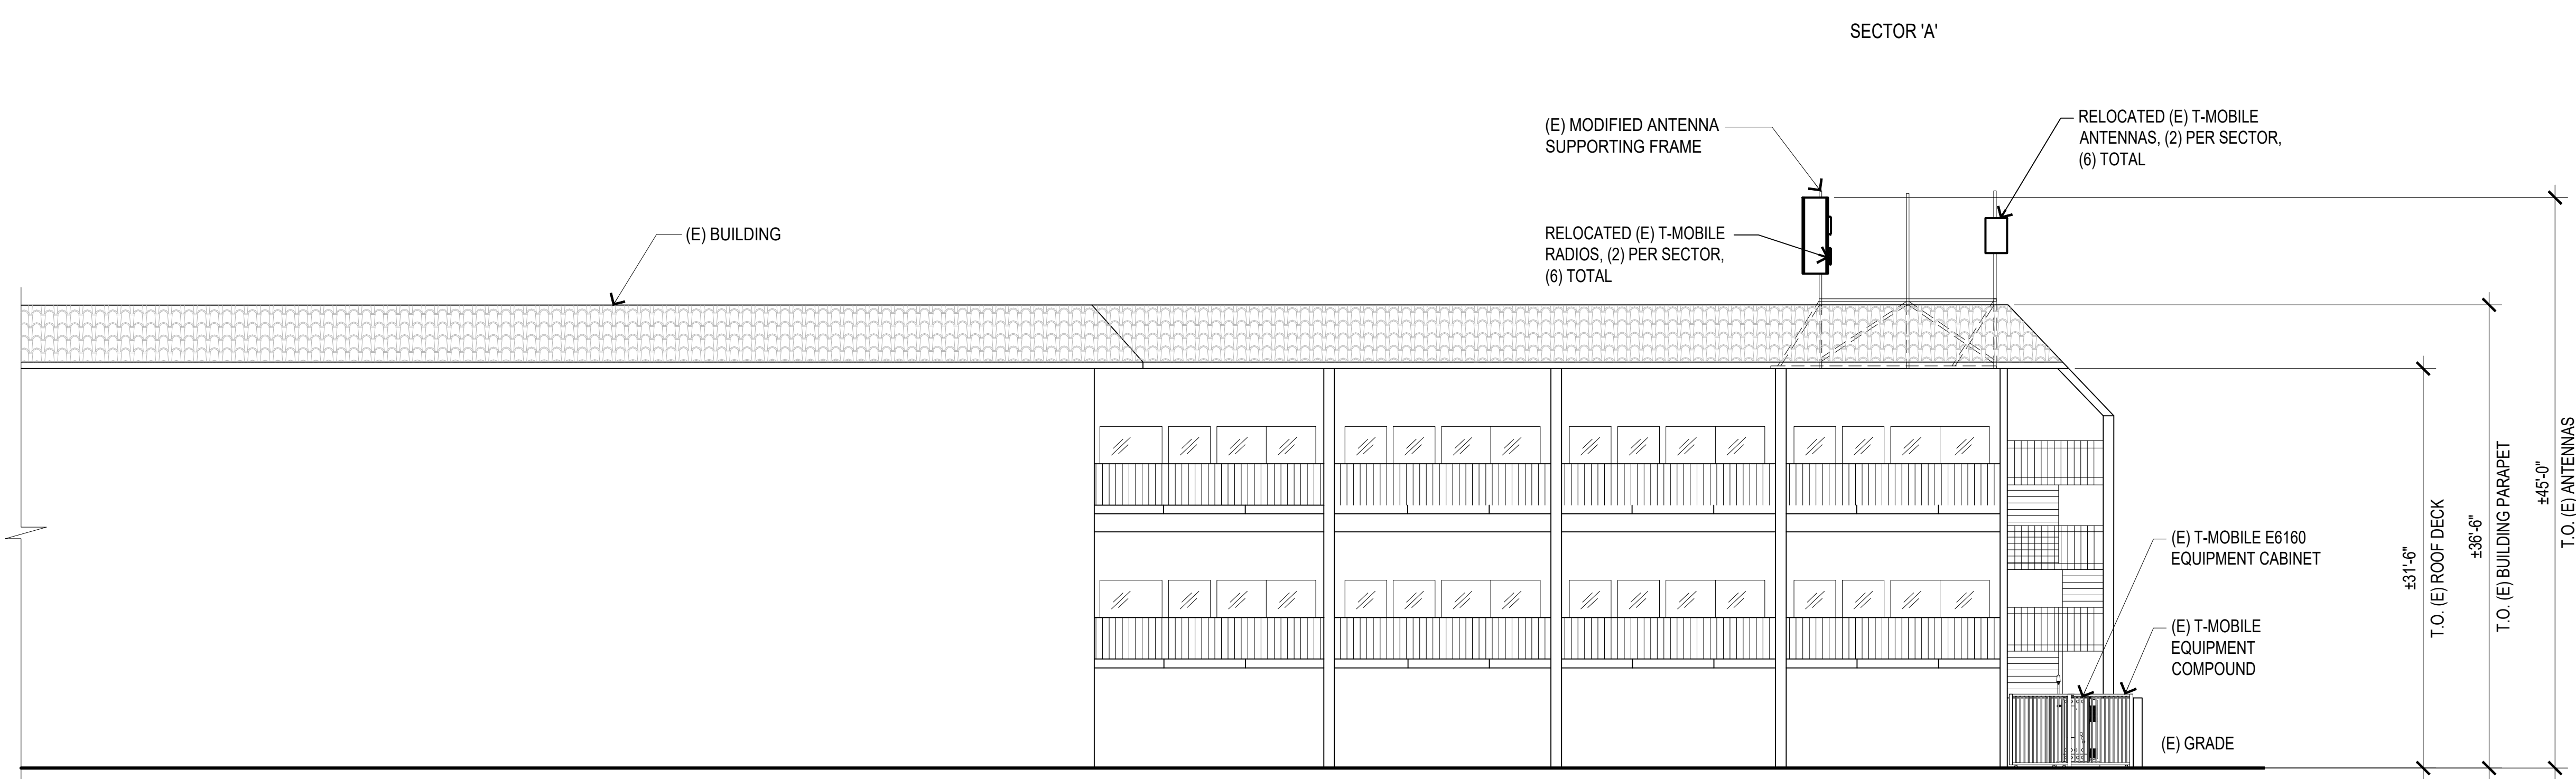 SECTOR 'A'
(E) MODIFIED ANTENNA
SUPPORTING FRAME
RELOCATED (E) T-MOBILE
ANTENNAS, (2) PER SECTOR,
(6) TOTAL
(E) BUILDING
RELOCATED (E) T-MOBILE
RADIOS, (2) PER SECTOR,
(6) TOTAL
(E) T-MOBILE E6160
EQUIPMENT CABINET
(E) T-MOBILE
EQUIPMENT
COMPOUND
(E) GRADE
±31'-6"
T.O. (E) ROOF DECK
±36'-6"
T.O. (E) BUILDING PARAPET
±45'-0"
T.O. (E) ANTENNAS